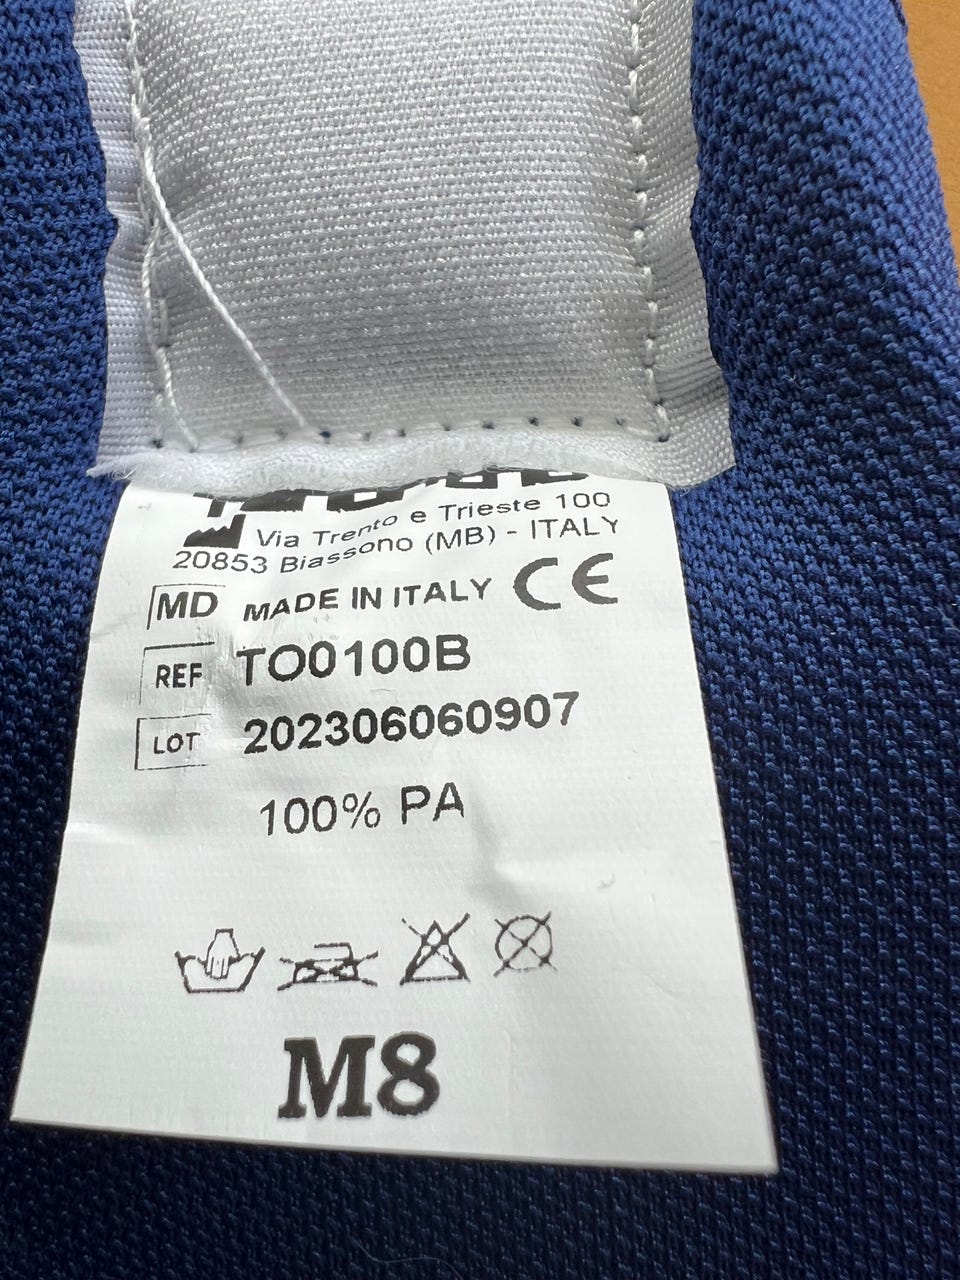 Via Trento e Trieste 100
20853 Biassono (MB) - ITALY
MD MADE IN ITALY CE
REF TO0100B
LOT 202306060907
100% PA
M8